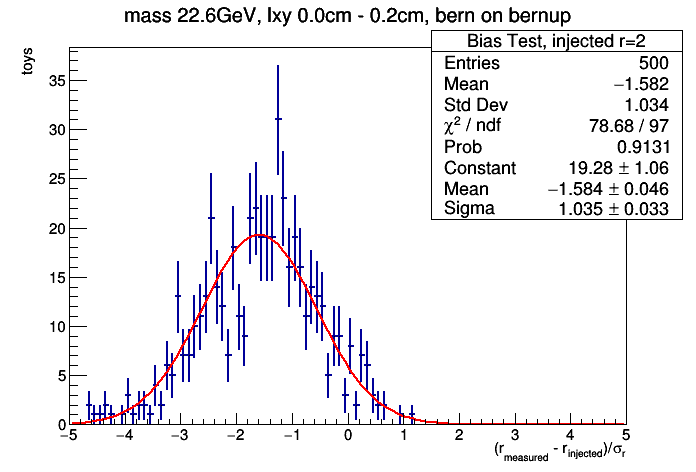 mass 22.6GeV, lxy 0.0cm - 0.2cm, bern on bernup
Bias Test, injected r=2
Entries 500
Mean −1.582
Std Dev 1.034
χ² / ndf 78.68 / 97
Prob 0.9131
Constant 19.28 ± 1.06
Mean −1.584 ± 0.046
Sigma 1.035 ± 0.033
toys
35
30
25
20
15
10
5
0
−5 −4 −3 −2 −1 0 1 2 3 4 5
(r_measured - r_injected)/σ_r